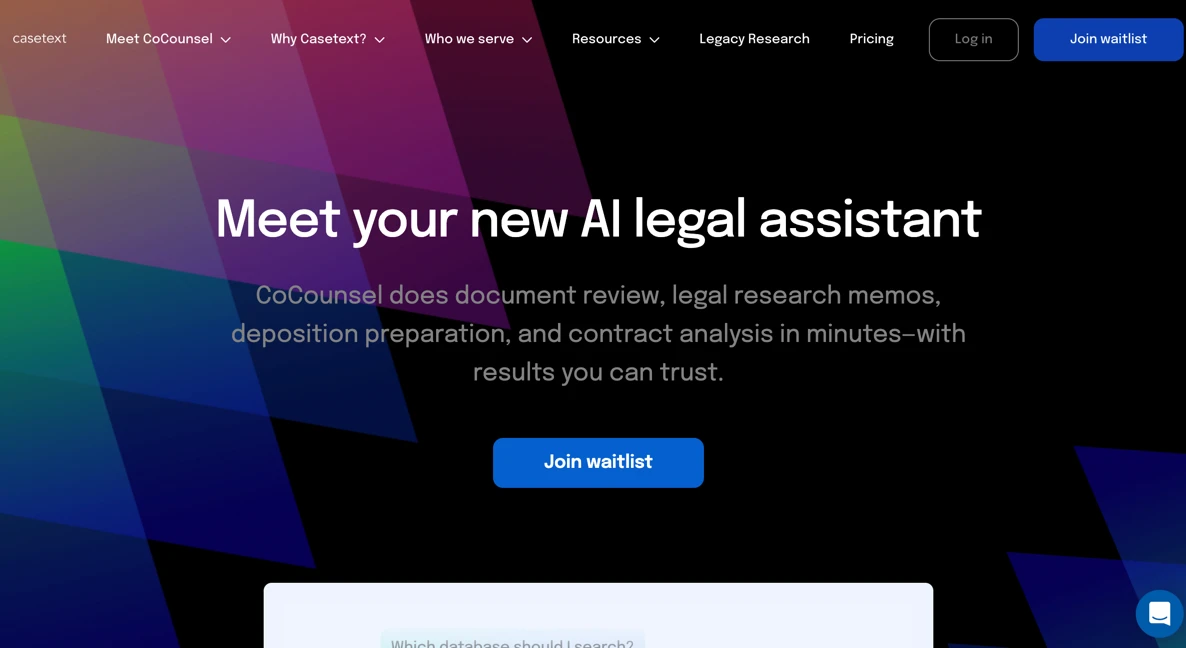 casetext Meet CoCounsel Why Casetext? Who we serve Resources Legacy Research Pricing Log in Join waitlist
Meet your new AI legal assistant
CoCounsel does document review, legal research memos,
deposition preparation, and contract analysis in minutes—with
results you can trust.
Join waitlist
Which database should I search?